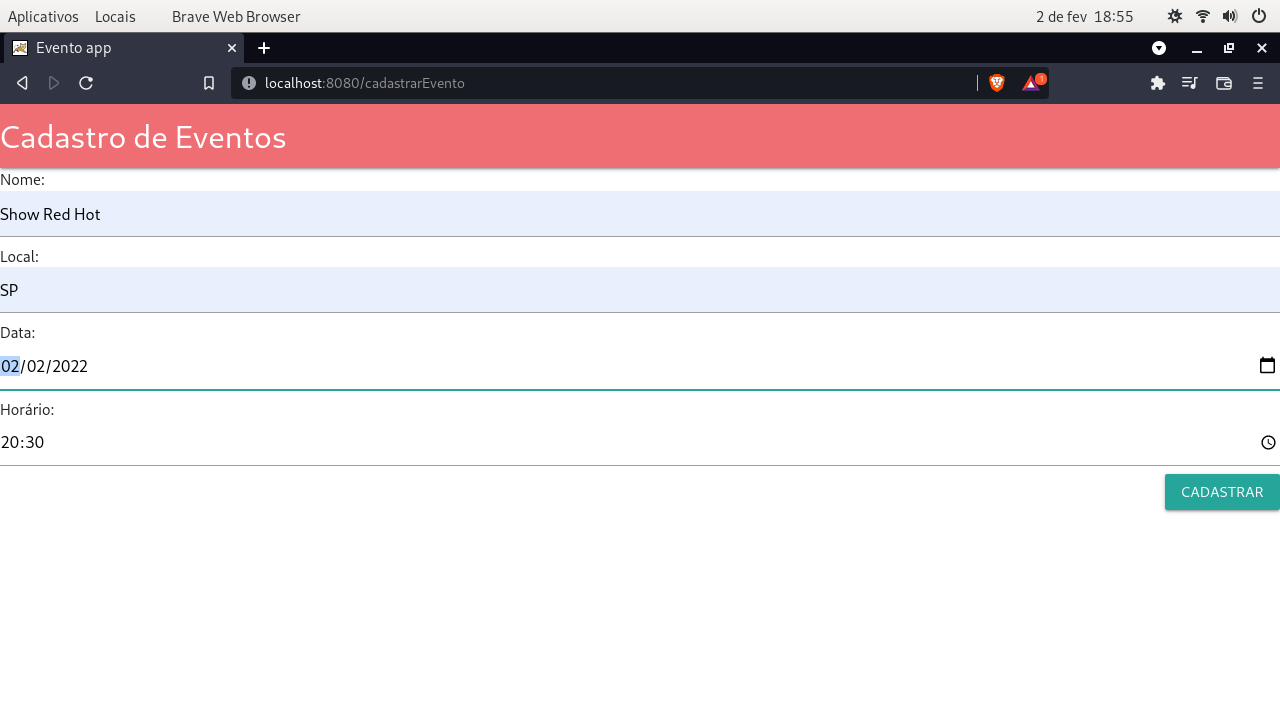 Aplicativos Locais Brave Web Browser 2 de fev 18:55
Evento app
localhost:8080/cadastrarEvento 1
Cadastro de Eventos
Nome:
Show Red Hot
Local:
SP
Data:
02/02/2022
Horário:
20:30
CADASTRAR